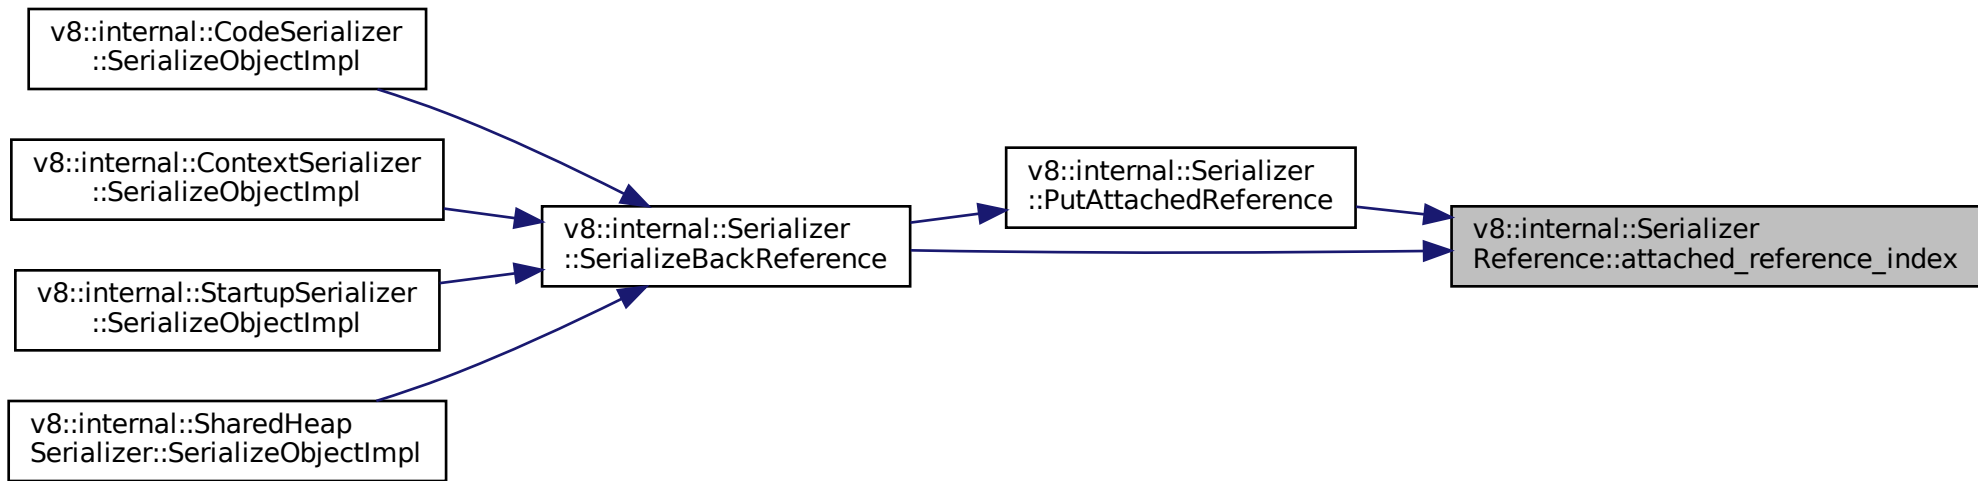 v8::internal::CodeSerializer
::SerializeObjectImpl
v8::internal::ContextSerializer
::SerializeObjectImpl
v8::internal::StartupSerializer
::SerializeObjectImpl
v8::internal::SharedHeap
Serializer::SerializeObjectImpl
v8::internal::Serializer
::SerializeBackReference
v8::internal::Serializer
::PutAttachedReference
v8::internal::Serializer
Reference::attached_reference_index